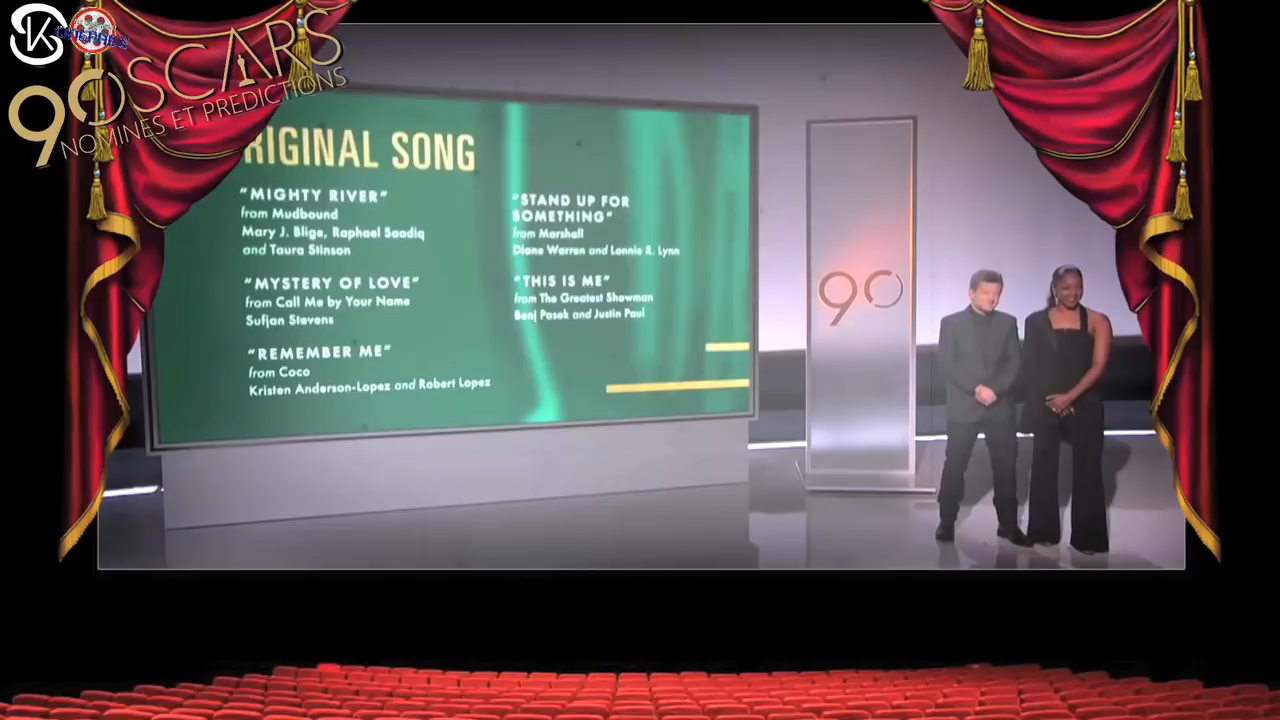 K
90SCARS
NOMINES ET PREDICTIONS
RIGINAL SONG
"MIGHTY RIVER"
from Mudbound
Mary J. Blige, Raphael Saadiq
and Taura Stinson
"MYSTERY OF LOVE"
from Call Me by Your Name
Sufjan Stevens
"REMEMBER ME"
from Coco
Kristen Anderson-Lopez and Robert Lopez
"STAND UP FOR
SOMETHING"
from Marshall
Diane Warren and Lonnie R. Lynn
"THIS IS ME"
from The Greatest Showman
Benj Pasek and Justin Paul
90